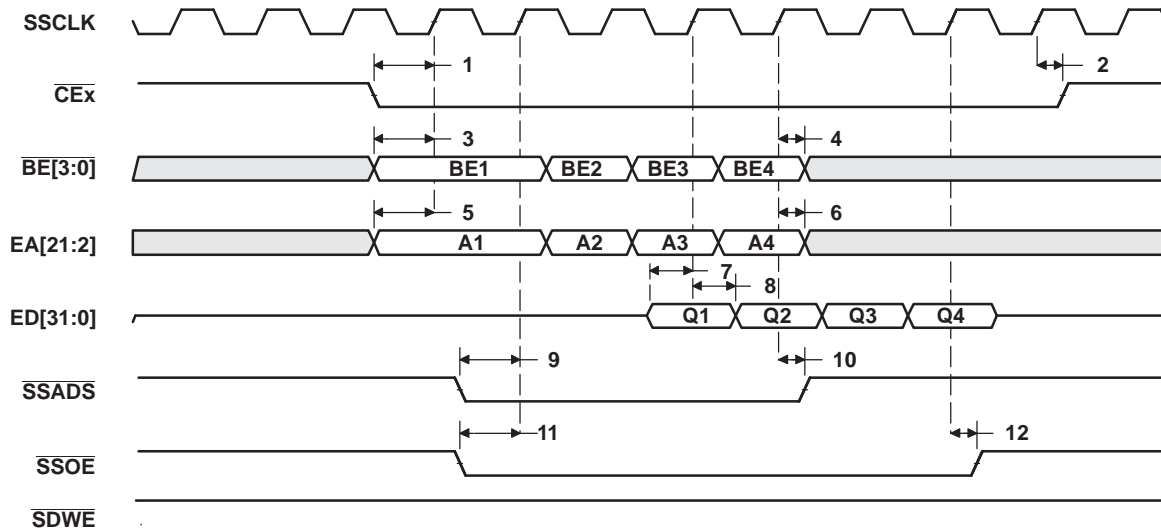 SSCLK
1 2
CEx
3 4
BE[3:0] BE1 BE2 BE3 BE4
5 6
EA[21:2] A1 A2 A3 A4
7
8
ED[31:0] Q1 Q2 Q3 Q4
9 10
SSADS
11 12
SSOE
SDWE